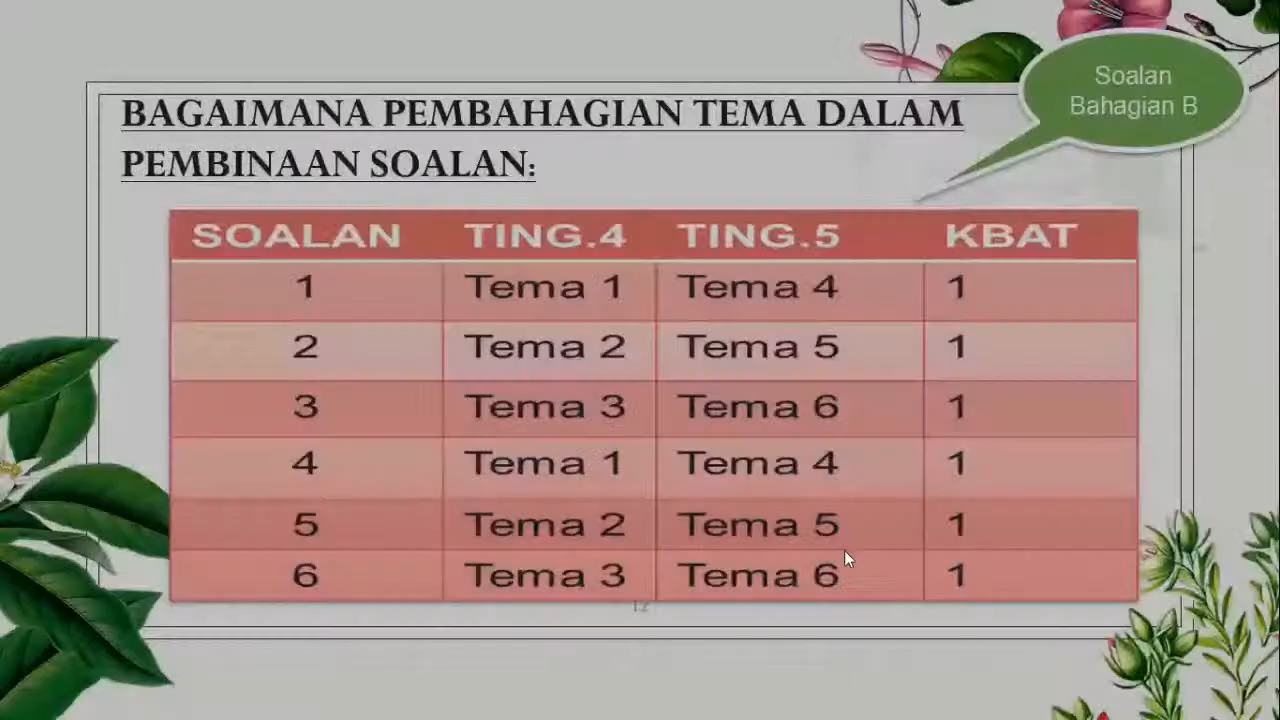 Soalan
Bahagian B
BAGAIMANA PEMBAHAGIAN TEMA DALAM
PEMBINAAN SOALAN:
SOALAN TING.4 TING.5 KBAT
1 Tema 1 Tema 4 1
2 Tema 2 Tema 5 1
3 Tema 3 Tema 6 1
4 Tema 1 Tema 4 1
5 Tema 2 Tema 5 1
6 Tema 3 Tema 6 1